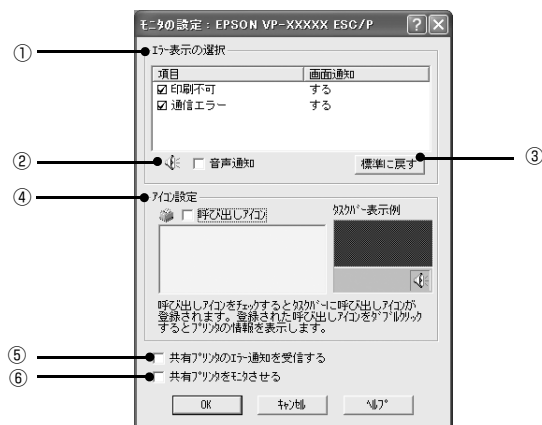 ﾓﾆﾀの設定 : EPSON VP-XXXXX ESC/P
①
ｴﾗｰ表示の選択
項目 画面通知
印刷不可 する
通信エラー する
②
音声通知
標準に戻す
③
④
ｱｲｺﾝ設定
呼び出しｱｲｺﾝ
ﾀｽｸﾊﾞｰ表示例
呼び出しｱｲｺﾝをﾁｪｯｸするとﾀｽｸﾊﾞｰに呼び出しｱｲｺﾝが
登録されます。登録された呼び出しｱｲｺﾝをﾀﾞﾌﾞﾙｸﾘｯｸ
するとﾌﾟﾘﾝﾀの情報を表示します。
⑤
共有ﾌﾟﾘﾝﾀのｴﾗｰ通知を受信する
⑥
共有ﾌﾟﾘﾝﾀをﾓﾆﾀさせる
OK ｷｬﾝｾﾙ ﾍﾙﾌﾟ